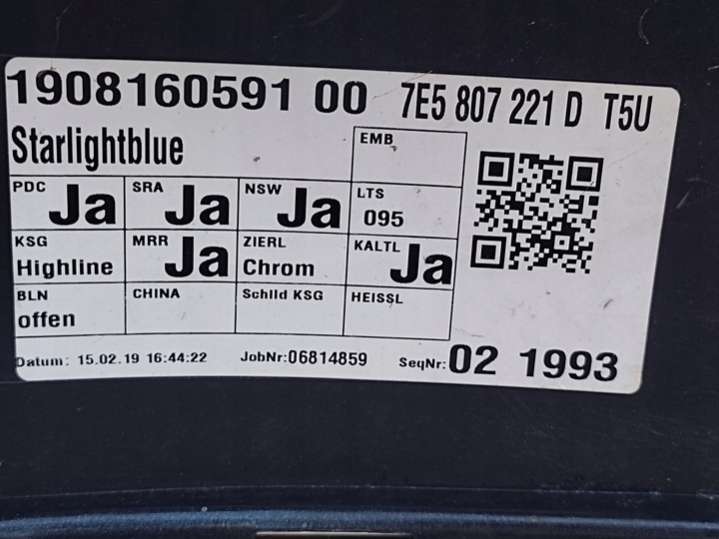 1908160591 00 7E5 807 221 D T5U
Starlightblue
EMB
PDC Ja SRA Ja NSW Ja LTS 095
KSG Highline MRR Ja ZIERL Chrom KALTL Ja
BLN offen CHINA Schild KSG HEISSL
Datum: 15.02.19 16:44:22 JobNr:06814859 SeqNr:02 1993